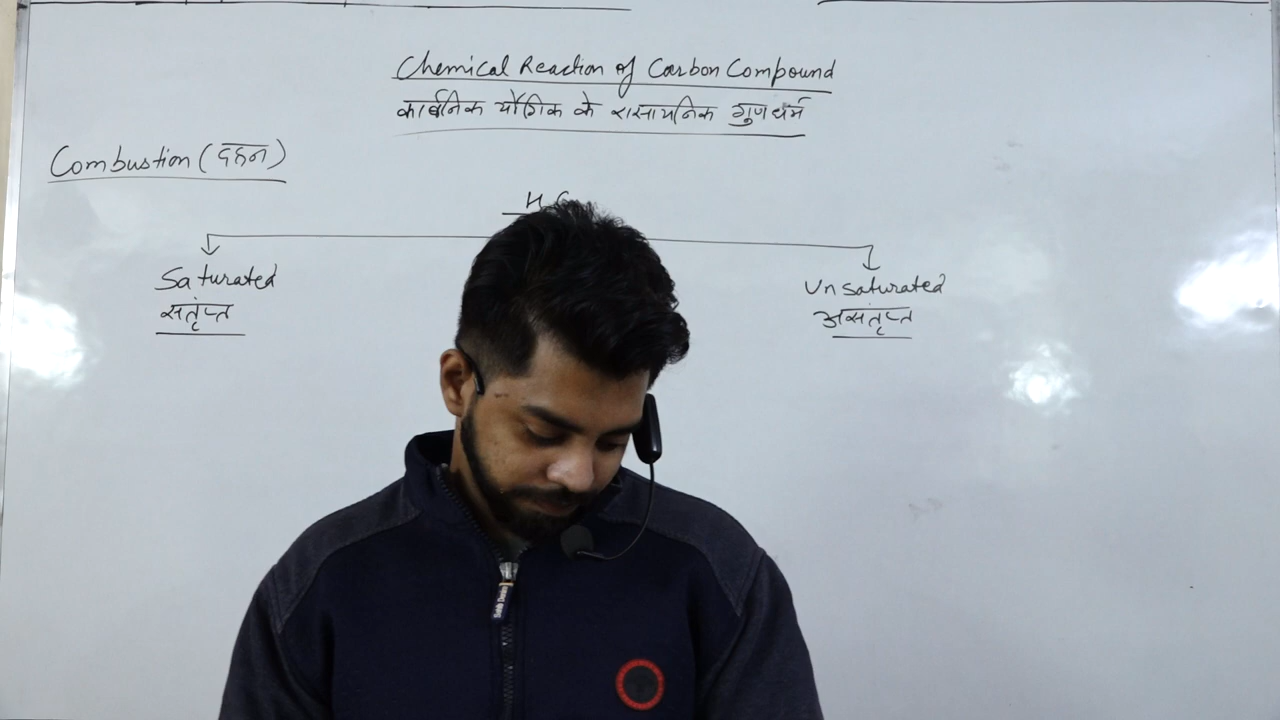 Chemical Reaction of Carbon Compound
कार्बनिक यौगिक के रासायनिक गुणधर्म
Combustion (दहन)
Saturated
संतृप्त
Unsaturated
असंतृप्त